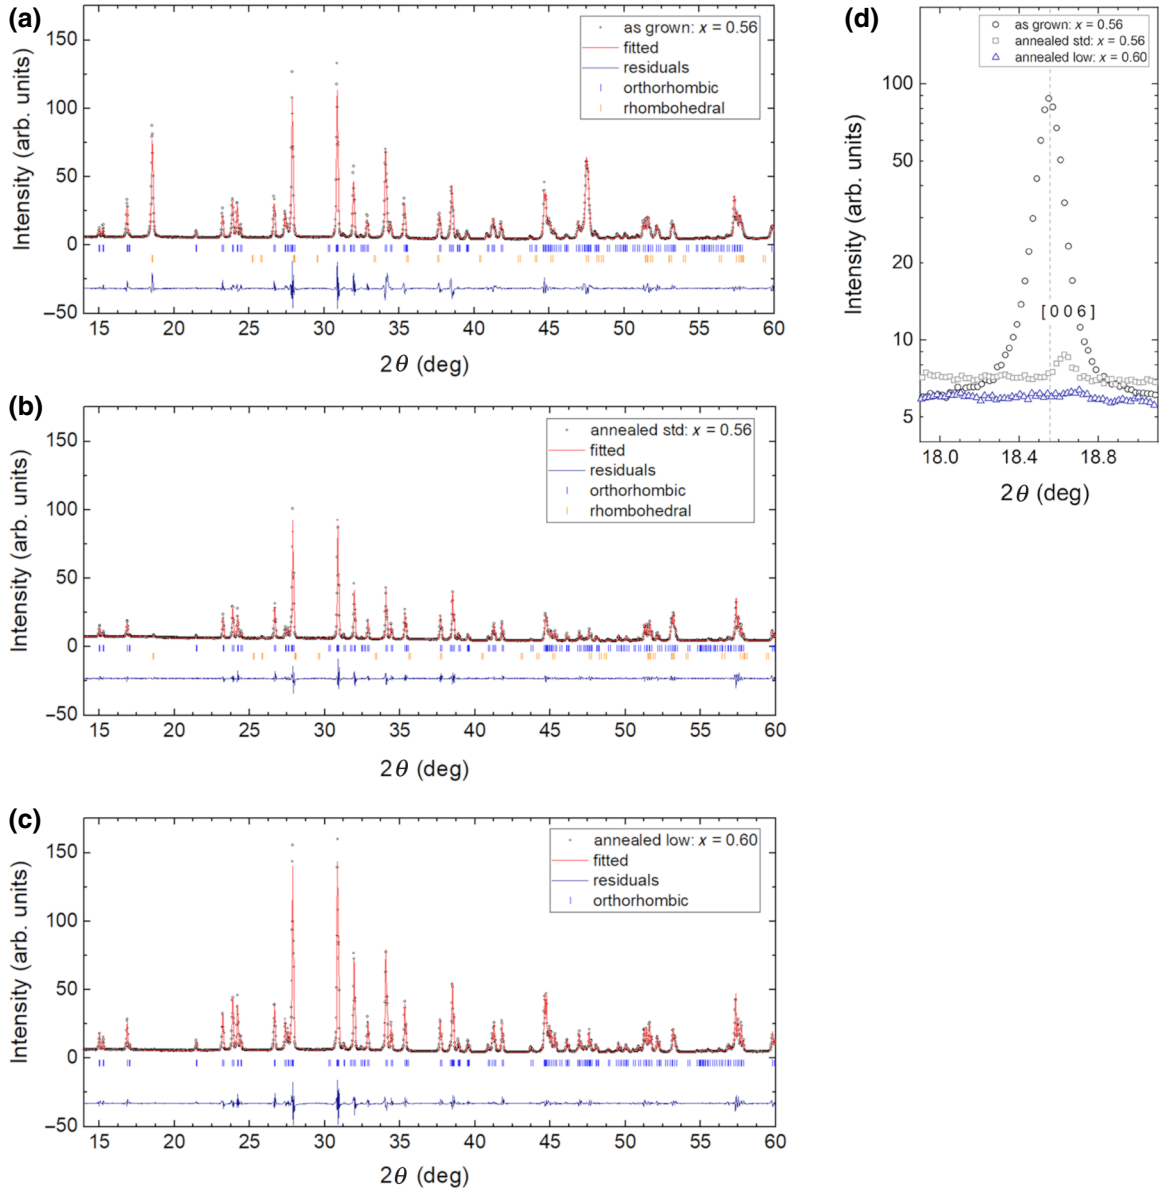 (a)
175
150
125
100
75
50
25
0
−25
−50
Intensity (arb. units)
as grown: x = 0.56
fitted
residuals
orthorhombic
rhombohedral
15 20 25 30 35 40 45 50 55 60
2θ (deg)
(b)
150
100
50
0
−50
Intensity (arb. units)
annealed std: x = 0.56
fitted
residuals
orthorhombic
rhombohedral
15 20 25 30 35 40 45 50 55 60
2θ (deg)
(c)
150
100
50
0
−50
Intensity (arb. units)
annealed low: x = 0.60
fitted
residuals
orthorhombic
15 20 25 30 35 40 45 50 55 60
2θ (deg)
(d)
as grown: x = 0.56
annealed std: x = 0.56
annealed low: x = 0.60
100
50
20
10
5
Intensity (arb. units)
[ 0 0 6 ]
18.0 18.4 18.8
2θ (deg)